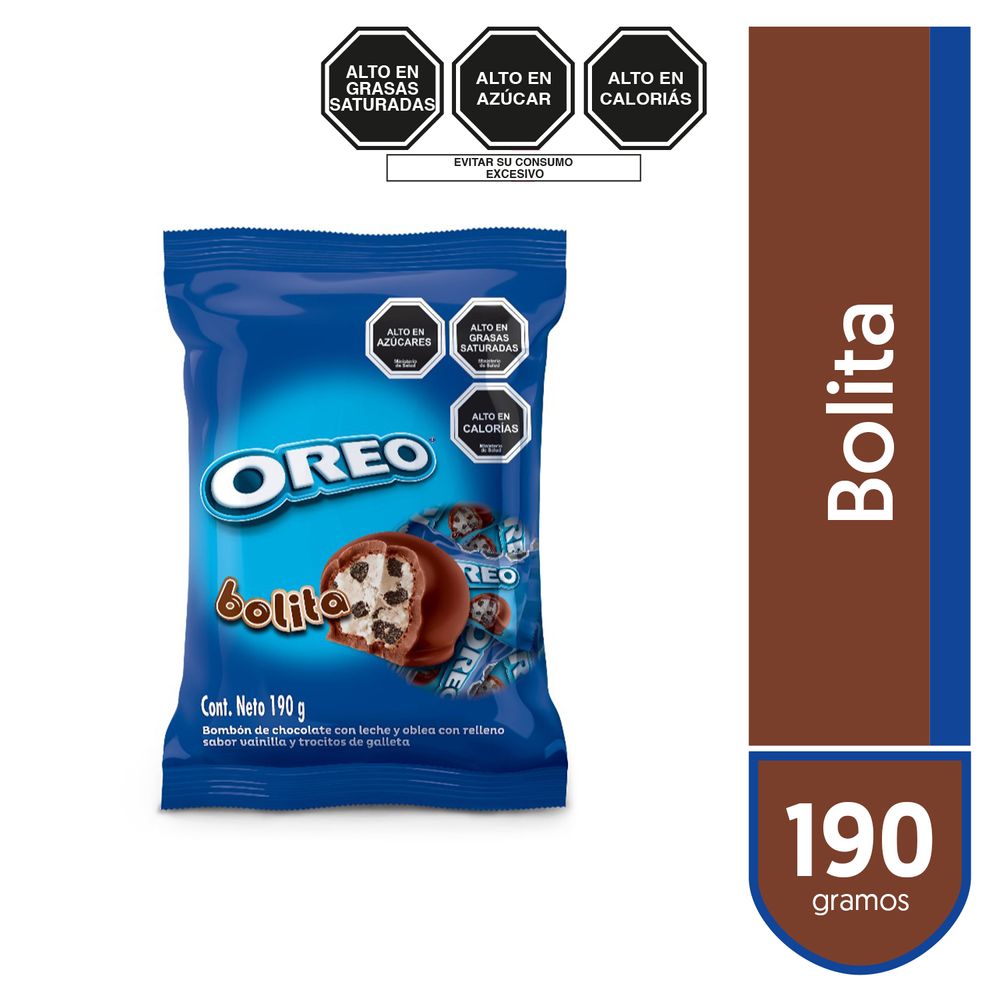 ALTO EN
GRASAS
SATURADAS
ALTO EN
AZÚCAR
ALTO EN
CALORIÁS
EVITAR SU CONSUMO
EXCESIVO
ALTO EN
AZÚCARES
Ministerio
de Salud
ALTO EN
GRASAS
SATURADAS
Ministerio
de Salud
ALTO EN
CALORÍAS
Ministerio
de Salud
OREO
bolita
REO
OREO
Cont. Neto 190 g
Bombón de chocolate con leche y oblea con relleno
sabor vainilla y trocitos de galleta
Bolita
190
gramos